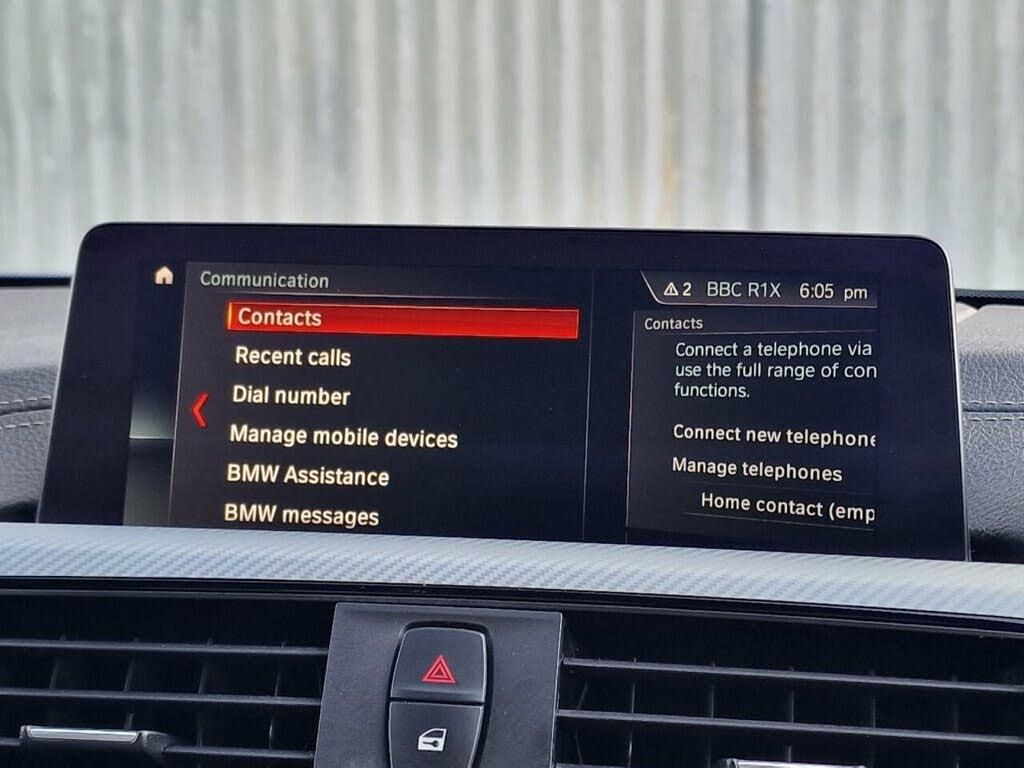 Communication
Contacts
Recent calls
Dial number
Manage mobile devices
BMW Assistance
BMW messages
2 BBC R1X 6:05 pm
Contacts
Connect a telephone via
use the full range of con
functions.
Connect new telephone
Manage telephones
Home contact (emp